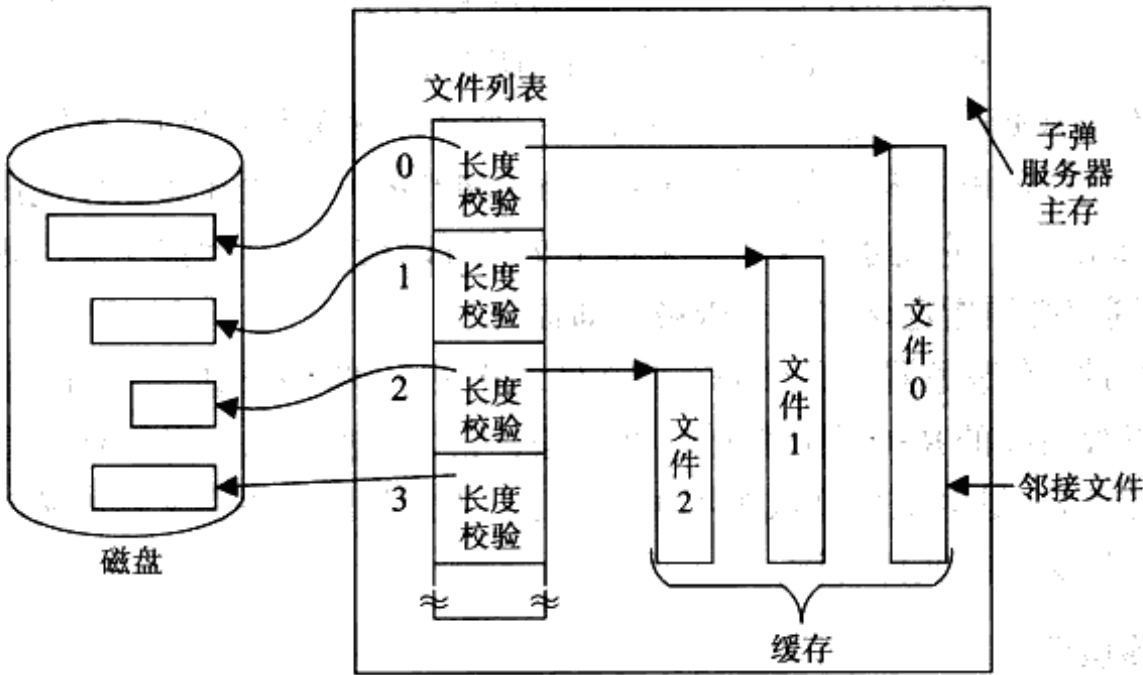 文件列表
0
长度
校验
1
长度
校验
2
长度
校验
3
长度
校验
磁盘
文件0
文件1
文件2
缓存
子弹
服务器
主存
邻接文件